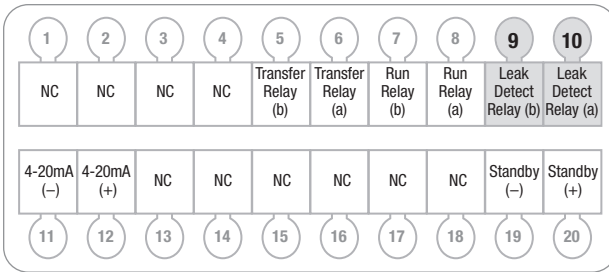 1 2 3 4 5 6 7 8 9 10
NC NC NC NC Transfer Relay (b) Transfer Relay (a) Run Relay (b) Run Relay (a) Leak Detect Relay (b) Leak Detect Relay (a)
4-20mA (–) 4-20mA (+) NC NC NC NC NC NC Standby (–) Standby (+)
11 12 13 14 15 16 17 18 19 20